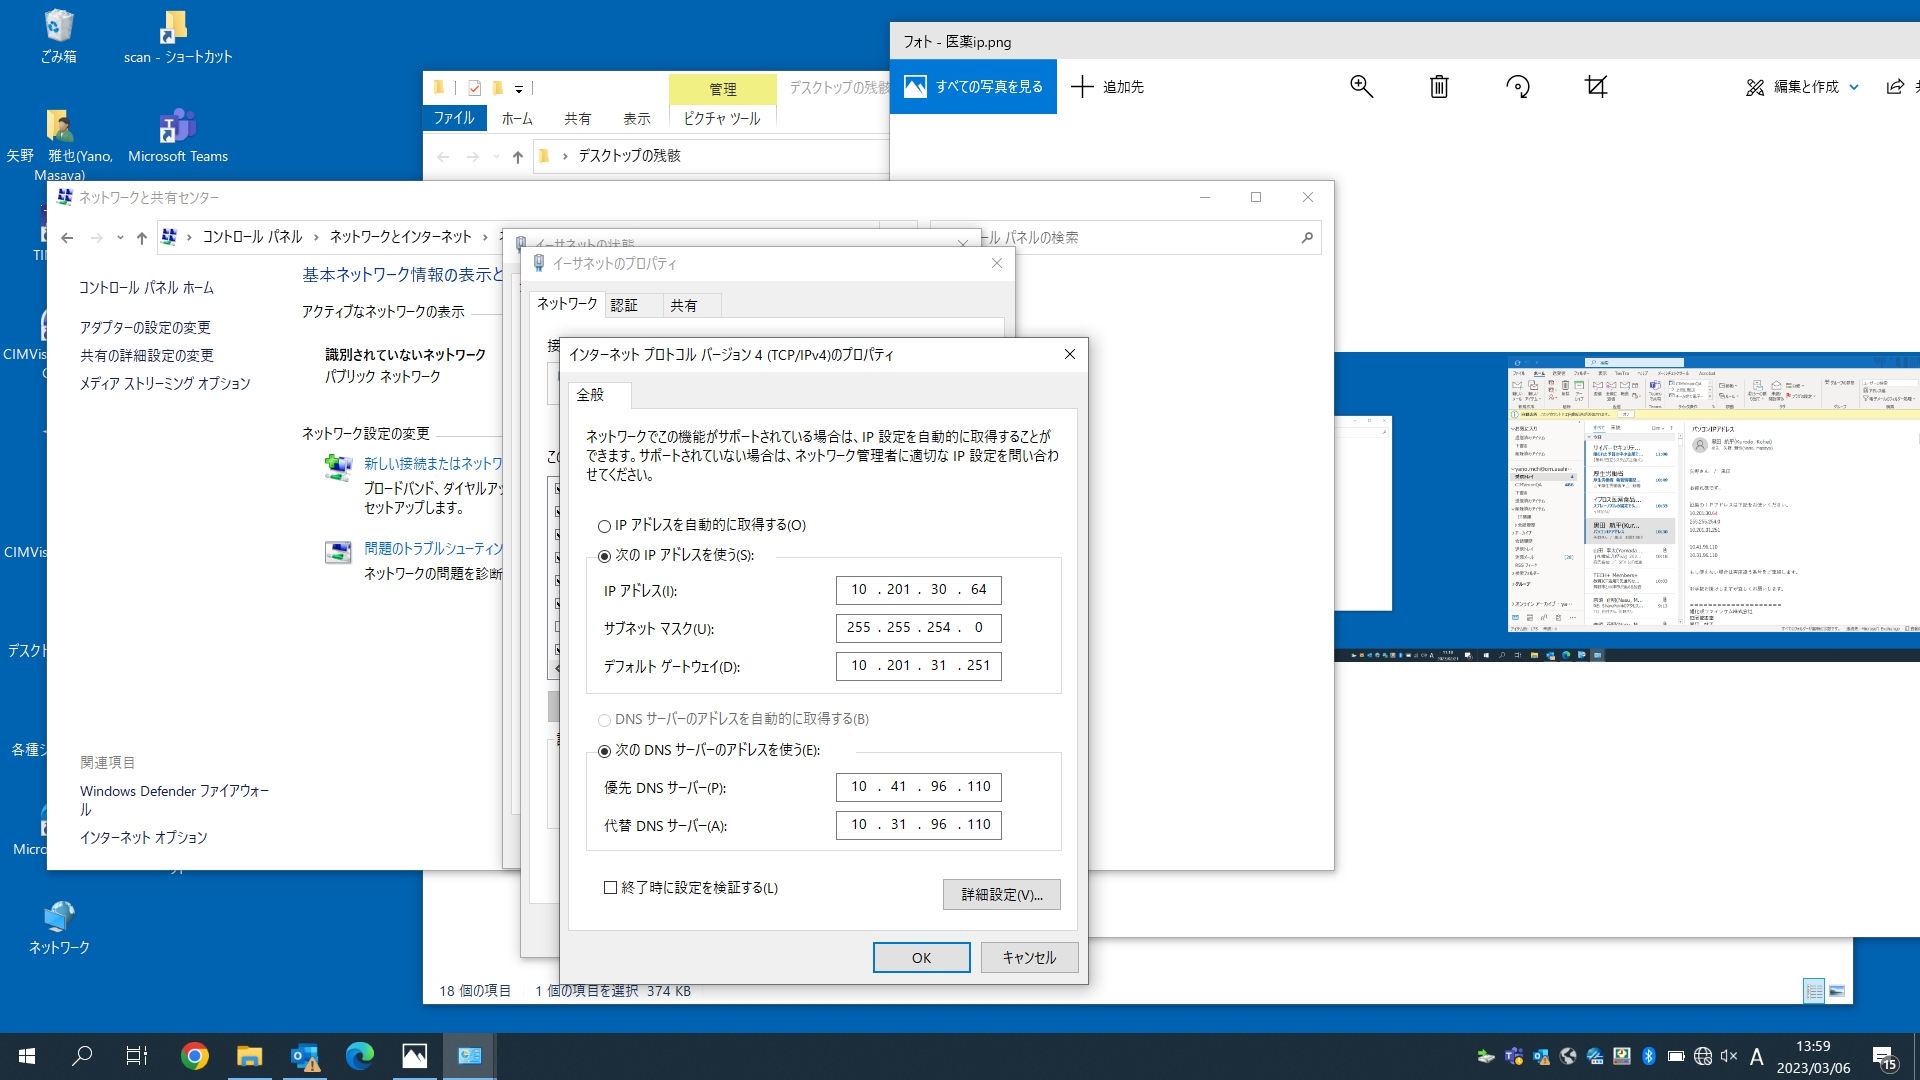 ごみ箱
scan - ショートカット
矢野　雅也(Yano, Masaya)
Microsoft Teams
CIMVis
CIMVis
ネットワーク
フォト - 医薬ip.png
すべての写真を見る
追加先
編集と作成
管理
デスクトップの残骸
ファイル
ホーム
共有
表示
ピクチャ ツール
デスクトップの残骸
ネットワークと共有センター
コントロール パネル
ネットワークとインターネット
ール パネルの検索
コントロール パネル ホーム
アダプターの設定の変更
共有の詳細設定の変更
メディア ストリーミング オプション
基本ネットワーク情報の表示と
アクティブなネットワークの表示
識別されていないネットワーク
パブリック ネットワーク
ネットワーク設定の変更
新しい接続またはネットワ
ブロードバンド、ダイヤルアッ
セットアップします。
問題のトラブルシューティン
ネットワークの問題を診断
関連項目
Windows Defender ファイアウォール
インターネット オプション
イーサネットの状態
イーサネットのプロパティ
ネットワーク
認証
共有
インターネット プロトコル バージョン 4 (TCP/IPv4)のプロパティ
全般
ネットワークでこの機能がサポートされている場合は、IP 設定を自動的に取得することが
できます。サポートされていない場合は、ネットワーク管理者に適切な IP 設定を問い合わ
せてください。
IP アドレスを自動的に取得する(O)
次の IP アドレスを使う(S):
IP アドレス(I):
10 . 201 . 30 . 64
サブネット マスク(U):
255 . 255 . 254 . 0
デフォルト ゲートウェイ(D):
10 . 201 . 31 . 251
DNS サーバーのアドレスを自動的に取得する(B)
次の DNS サーバーのアドレスを使う(E):
優先 DNS サーバー(P):
10 . 41 . 96 . 110
代替 DNS サーバー(A):
10 . 31 . 96 . 110
終了時に設定を検証する(L)
詳細設定(V)...
OK
キャンセル
18 個の項目
1 個の項目を選択 374 KB
A
13:59
2023/03/06
15